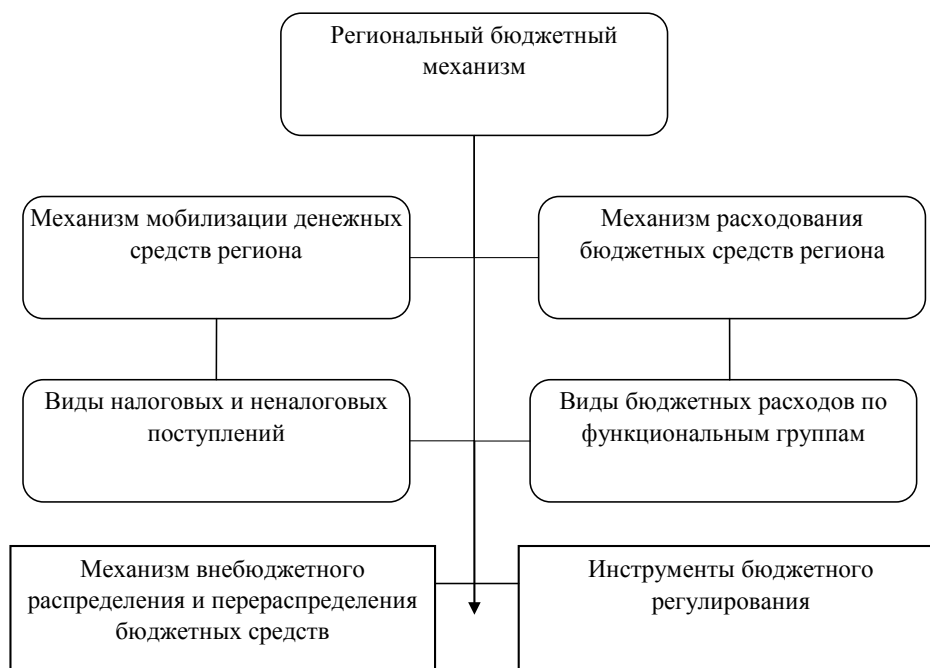 Региональный бюджетный
механизм
Механизм мобилизации денежных
средств региона
Механизм расходования
бюджетных средств региона
Виды налоговых и неналоговых
поступлений
Виды бюджетных расходов по
функциональным группам
Механизм внебюджетного
распределения и перераспределения
бюджетных средств
Инструменты бюджетного
регулирования